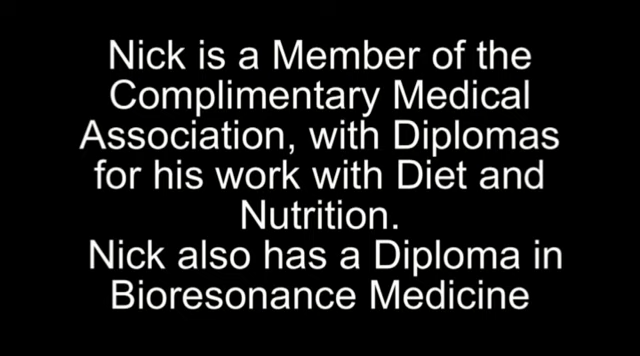 Nick is a Member of the
Complimentary Medical
Association, with Diplomas
for his work with Diet and
Nutrition.
Nick also has a Diploma in
Bioresonance Medicine